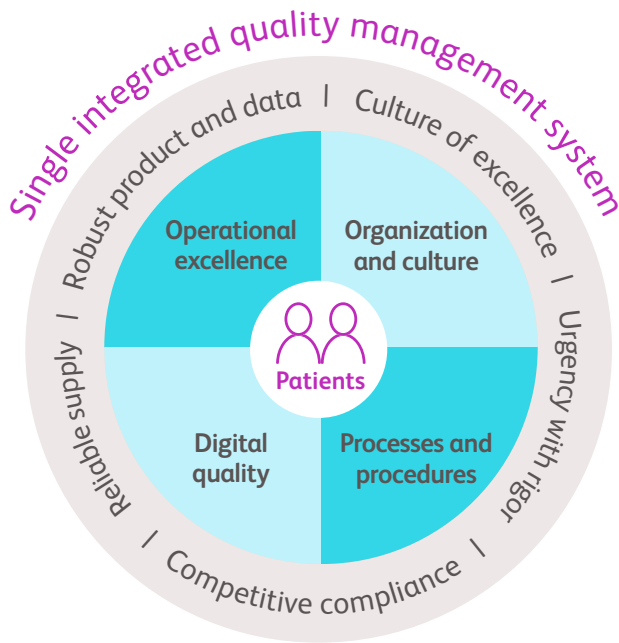 Single integrated quality management system
Robust product and data | Culture of excellence | Urgency with rigor | Competitive compliance | Reliable supply |
Operational
excellence
Organization
and culture
Patients
Digital
quality
Processes and
procedures